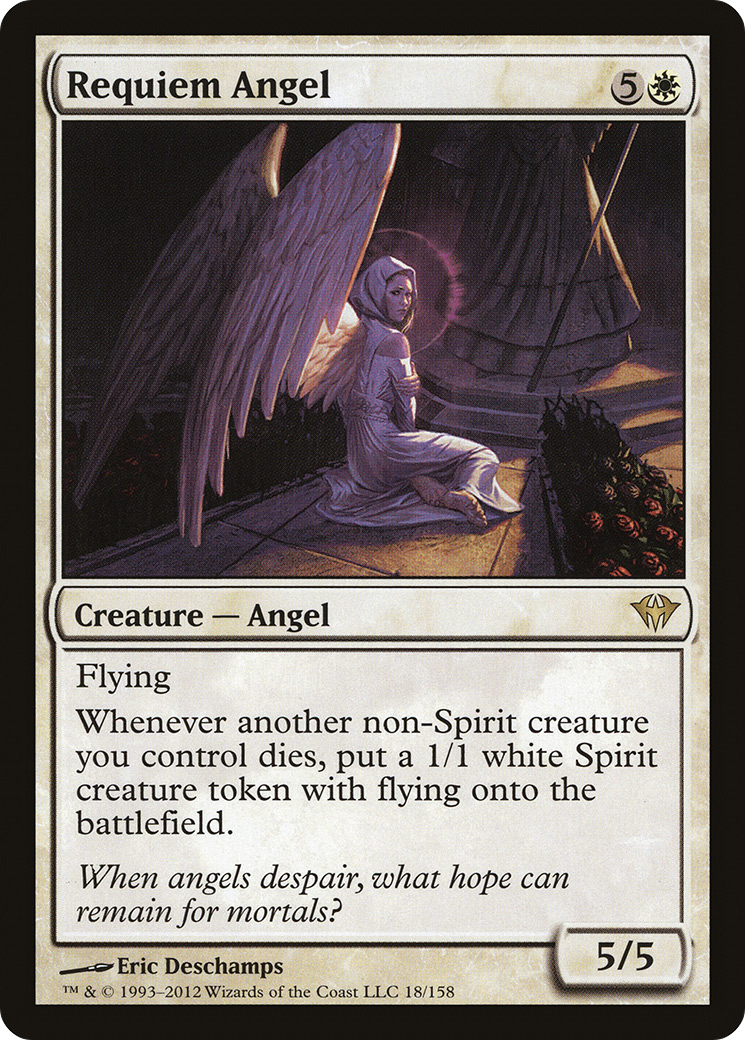 Requiem Angel 5
Creature — Angel
Flying
Whenever another non-Spirit creature
you control dies, put a 1/1 white Spirit
creature token with flying onto the
battlefield.
When angels despair, what hope can
remain for mortals?
5/5
Eric Deschamps
™ & © 1993–2012 Wizards of the Coast LLC 18/158